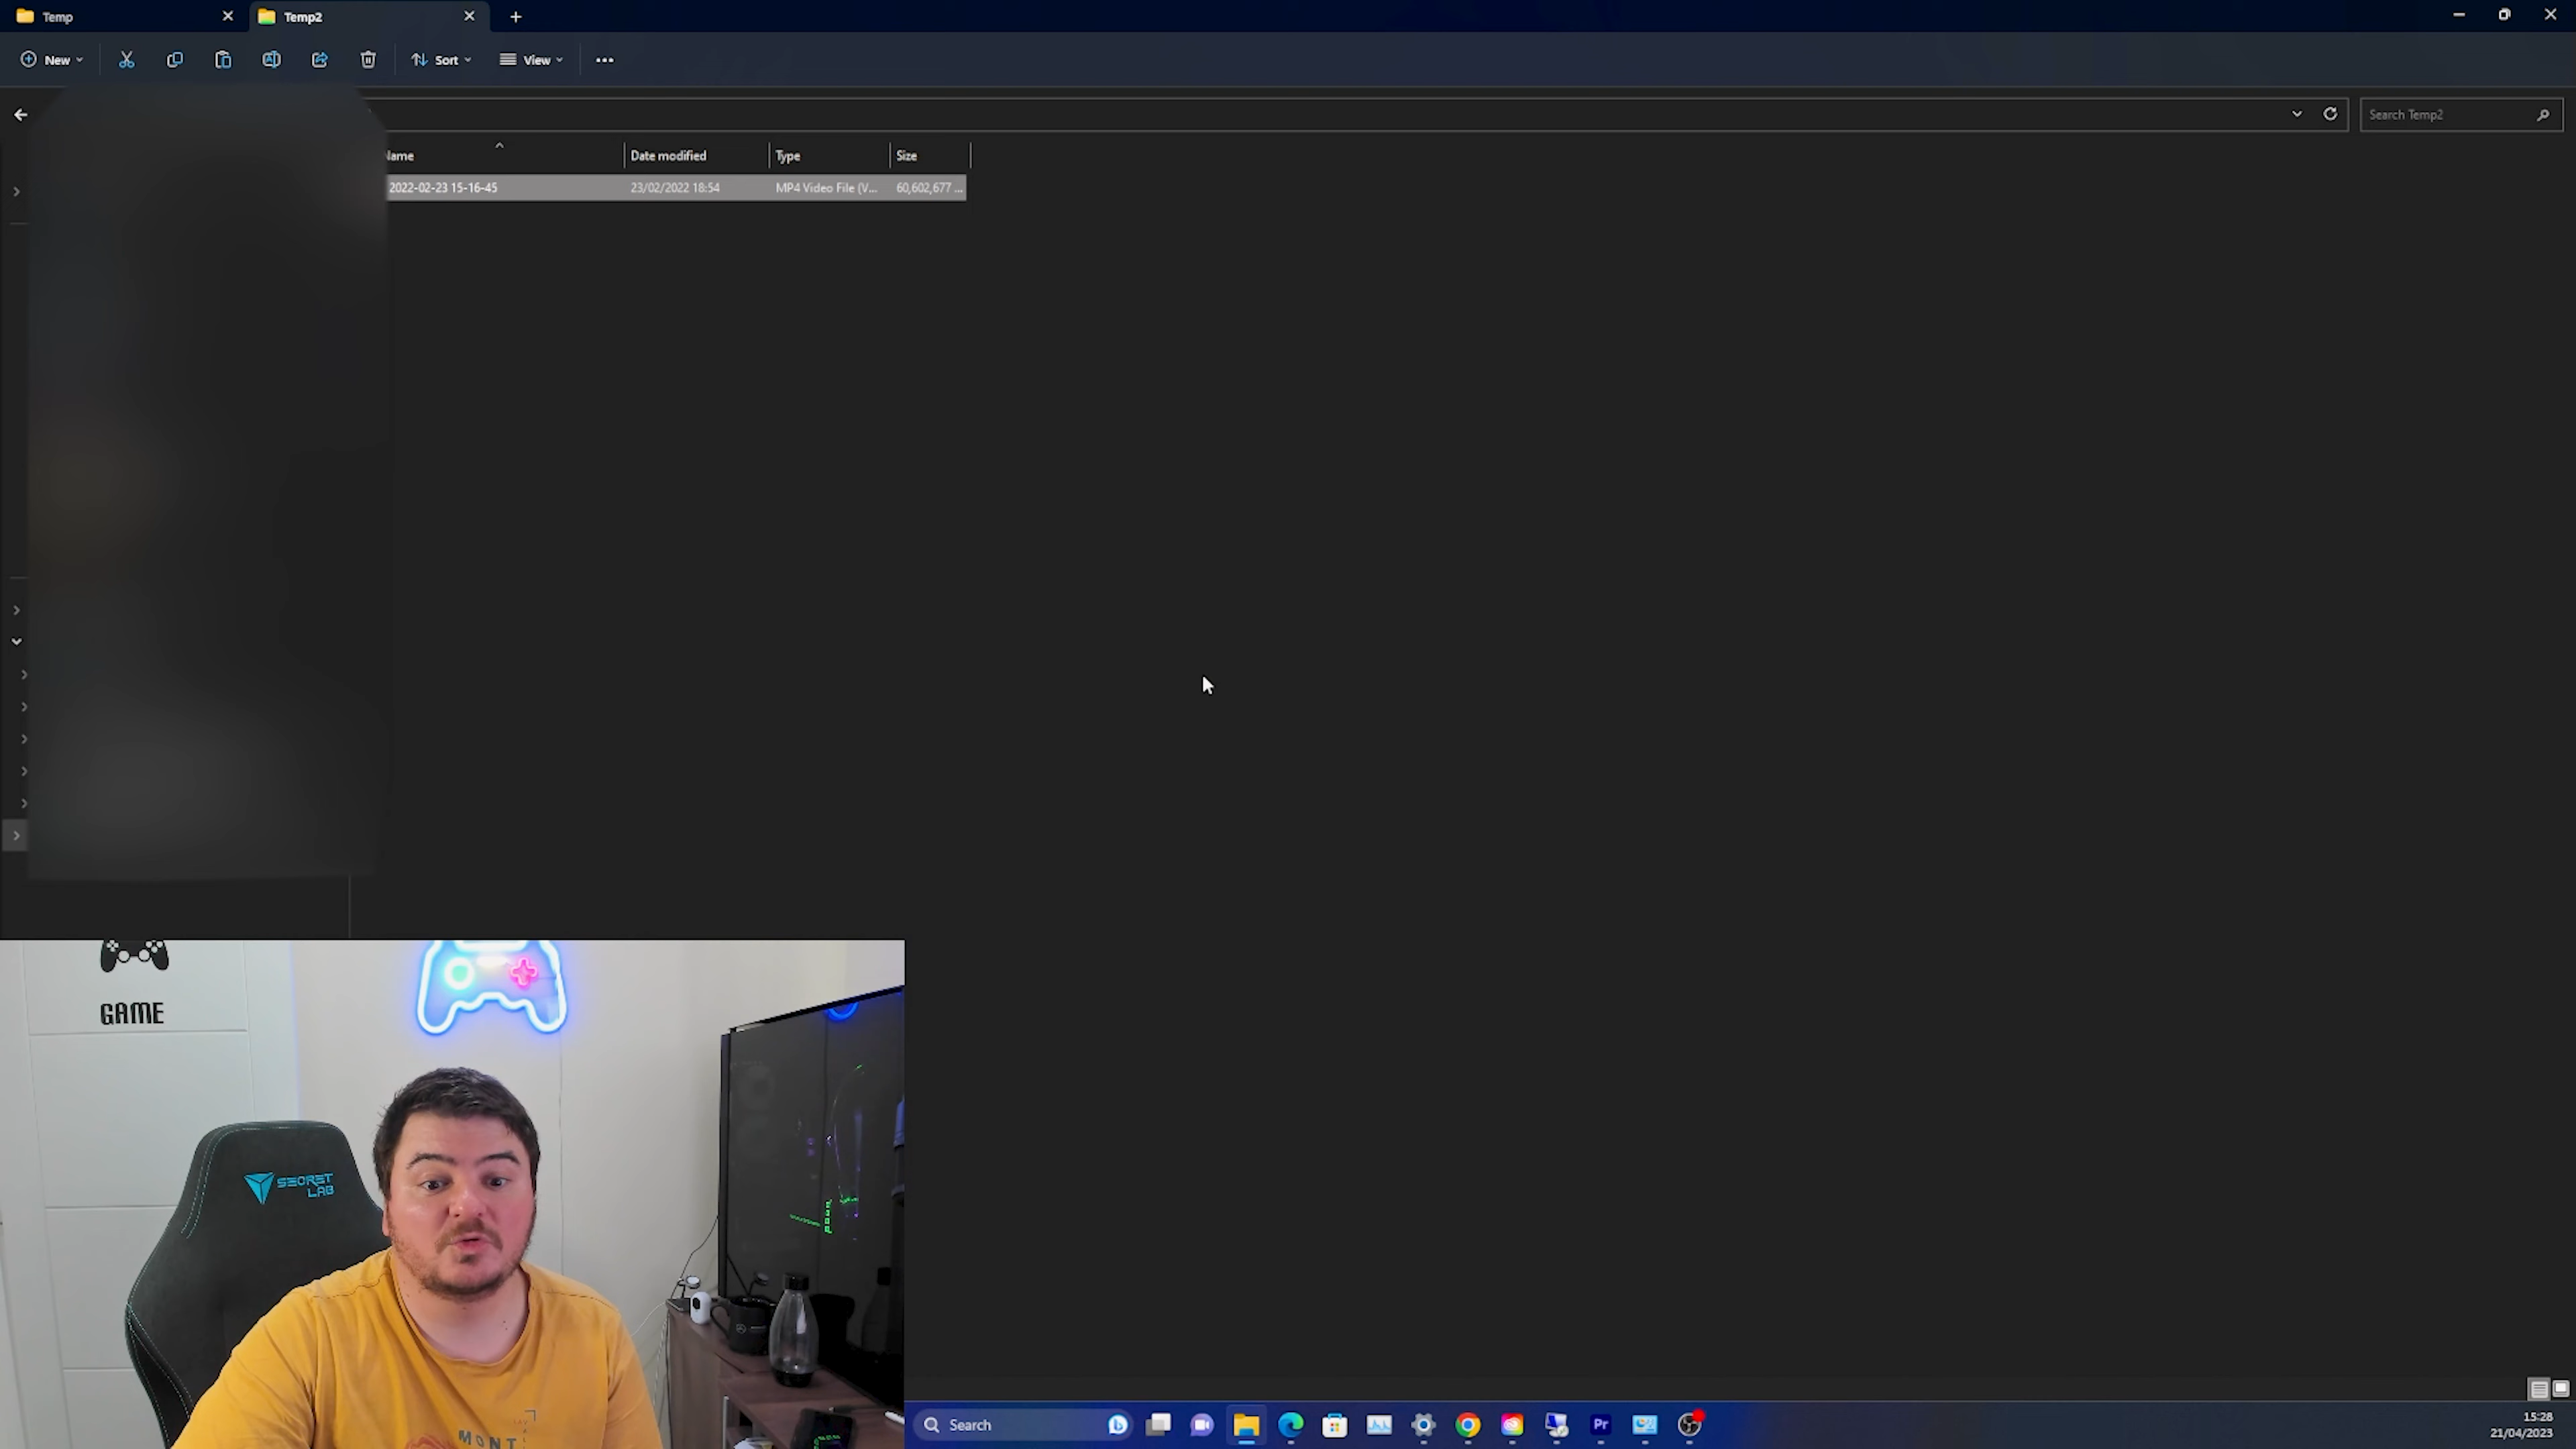 Temp
Temp2
New
Sort
View
Search Temp2
Name
Date modified
Type
Size
2022-02-23 15-16-45
23/02/2022 18:54
MP4 Video File (V...
60,602,677 ...
GAME
SECRET
LAB
MONT
Search
Pr
15:28
21/04/2023